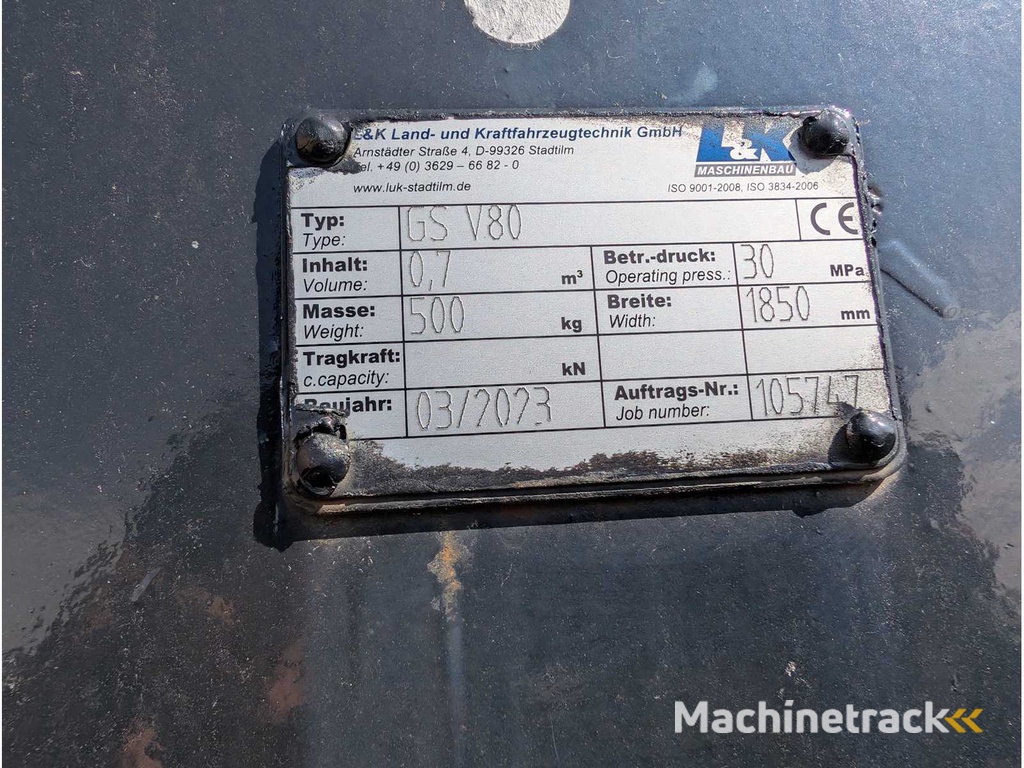 L&K Land- und Kraftfahrzeugtechnik GmbH
Arnstädter Straße 4, D-99326 Stadtilm
Tel. +49 (0) 3629 – 66 82 - 0
www.luk-stadtilm.de
L&K
MASCHINENBAU
ISO 9001-2008, ISO 3834-2006
Typ: GS V80 CE
Type:
Inhalt: 0,7 m³ Betr.-druck: 30 MPa
Volume: Operating press.:
Masse: 500 kg Breite: 1850 mm
Weight: Width:
Tragkraft: kN
c.capacity:
Baujahr: 03/2023 Auftrags-Nr.: 105747
Job number:
Machinetrack